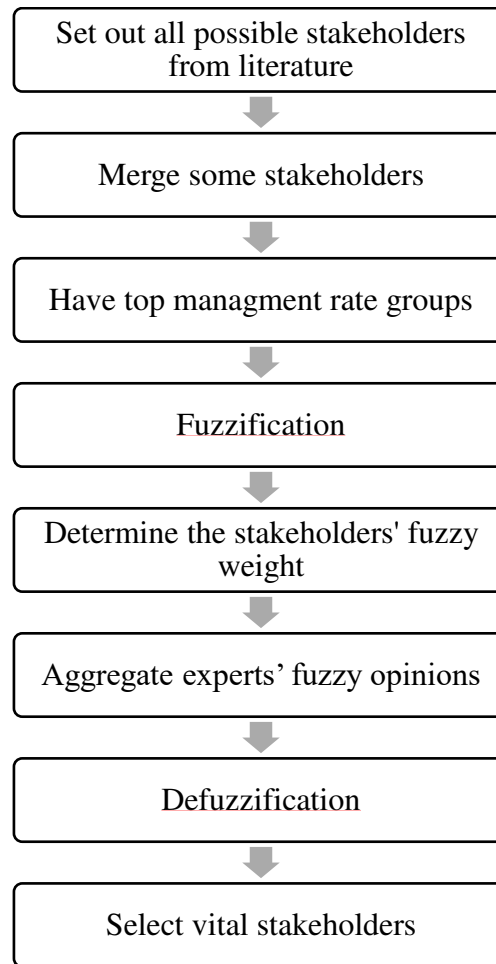 Set out all possible stakeholders
from literature
Merge some stakeholders
Have top managment rate groups
Fuzzification
Determine the stakeholders' fuzzy
weight
Aggregate experts’ fuzzy opinions
Defuzzification
Select vital stakeholders